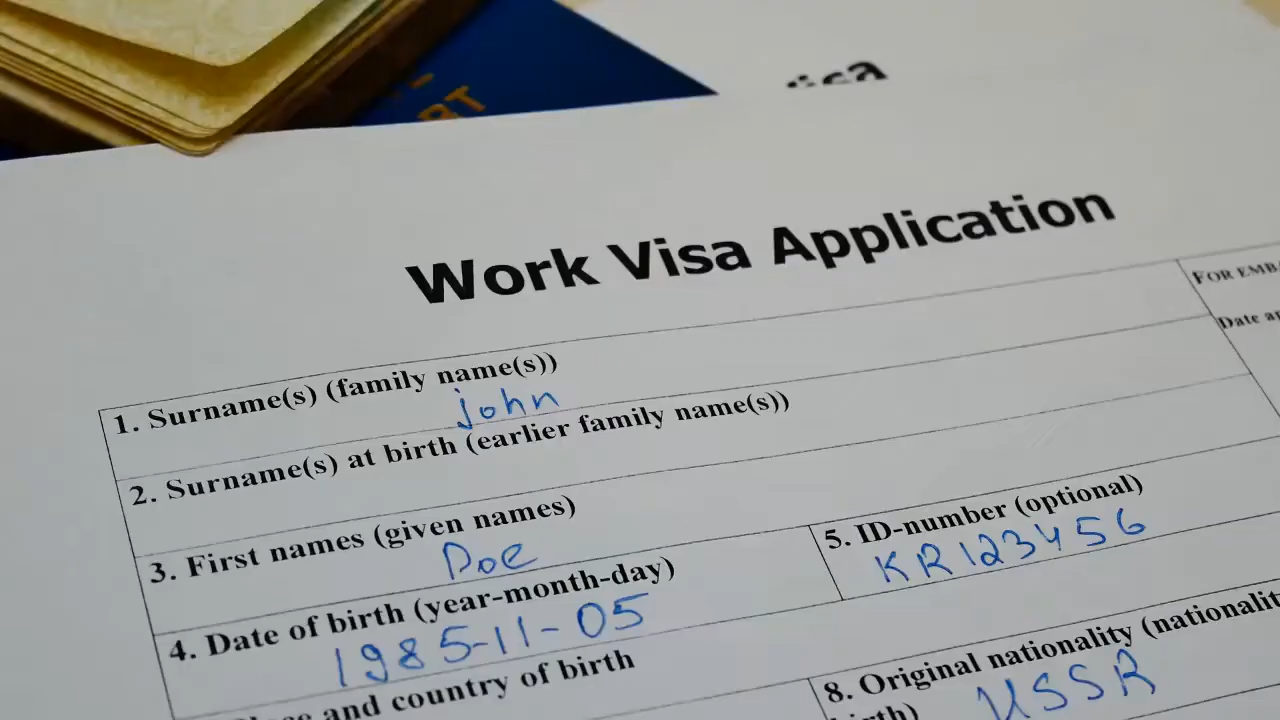 Work Visa Application
FOR
Date
1. Surname(s) (family name(s))
john
2. Surname(s) at birth (earlier family name(s))
3. First names (given names)
Doe
5. ID-number (optional)
KR123456
4. Date of birth (year-month-day)
1985-11-05
and country of birth
8. Original nationality
USSR